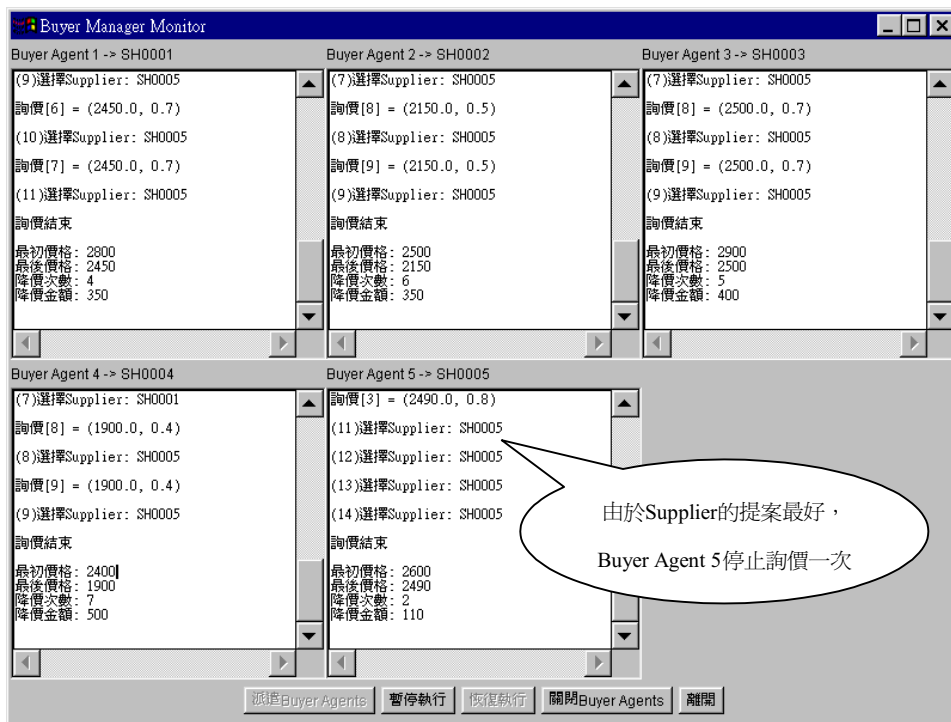 Buyer Manager Monitor
Buyer Agent 1 -> SH0001
(9)選擇Supplier: SH0005
詢價[6] = (2450.0, 0.7)
(10)選擇Supplier: SH0005
詢價[7] = (2450.0, 0.7)
(11)選擇Supplier: SH0005
詢價結束
最初價格: 2800
最後價格: 2450
降價次數: 4
降價金額: 350
Buyer Agent 2 -> SH0002
(7)選擇Supplier: SH0005
詢價[8] = (2150.0, 0.5)
(8)選擇Supplier: SH0005
詢價[9] = (2150.0, 0.5)
(9)選擇Supplier: SH0005
詢價結束
最初價格: 2500
最後價格: 2150
降價次數: 6
降價金額: 350
Buyer Agent 3 -> SH0003
(7)選擇Supplier: SH0005
詢價[8] = (2500.0, 0.7)
(8)選擇Supplier: SH0005
詢價[9] = (2500.0, 0.7)
(9)選擇Supplier: SH0005
詢價結束
最初價格: 2900
最後價格: 2500
降價次數: 5
降價金額: 400
Buyer Agent 4 -> SH0004
(7)選擇Supplier: SH0001
詢價[8] = (1900.0, 0.4)
(8)選擇Supplier: SH0005
詢價[9] = (1900.0, 0.4)
(9)選擇Supplier: SH0005
詢價結束
最初價格: 2400
最後價格: 1900
降價次數: 7
降價金額: 500
Buyer Agent 5 -> SH0005
詢價[3] = (2490.0, 0.8)
(11)選擇Supplier: SH0005
(12)選擇Supplier: SH0005
(13)選擇Supplier: SH0005
(14)選擇Supplier: SH0005
詢價結束
最初價格: 2600
最後價格: 2490
降價次數: 2
降價金額: 110
由於Supplier的提案最好，
Buyer Agent 5停止詢價一次
派遣Buyer Agents
暫停執行
恢復執行
關閉Buyer Agents
離開